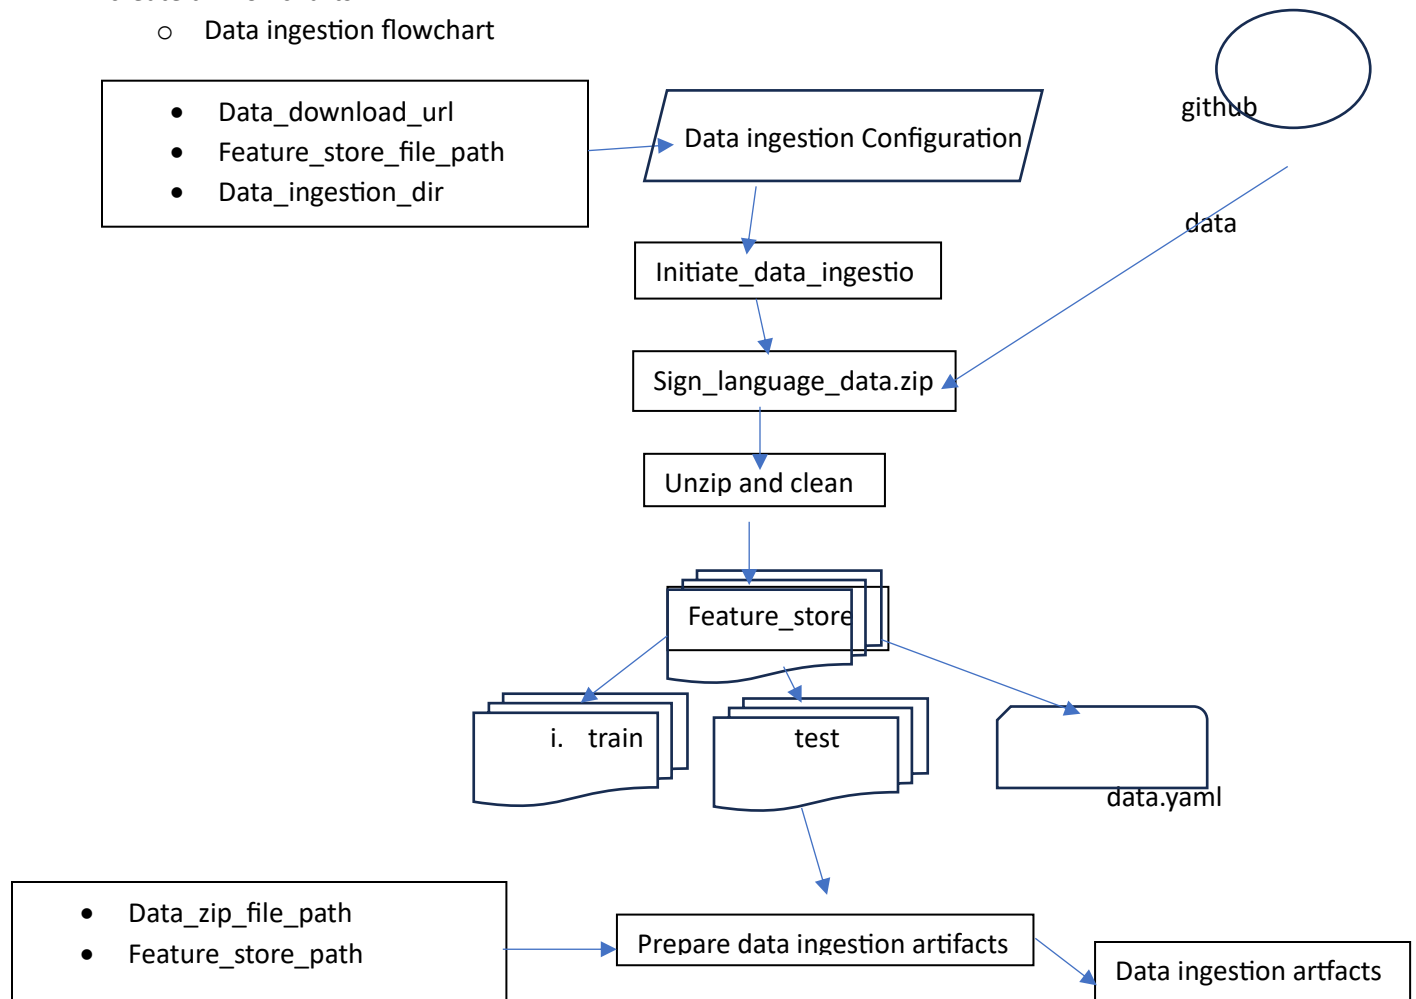 Data ingestion flowchart
Data_download_url
Feature_store_file_path
Data_ingestion_dir
Data ingestion Configuration
github
data
Initiate_data_ingestio
Sign_language_data.zip
Unzip and clean
Feature_store
i. train
test
data.yaml
Data_zip_file_path
Feature_store_path
Prepare data ingestion artifacts
Data ingestion artfacts